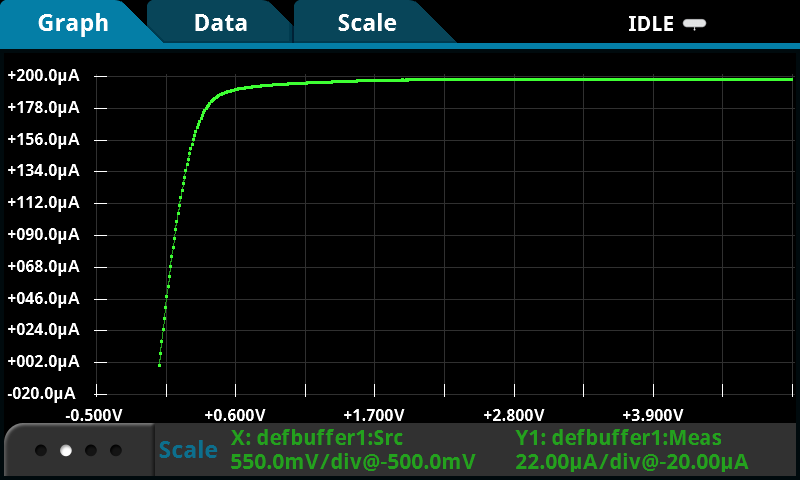 Graph Data Scale IDLE
+200.0µA
+178.0µA
+156.0µA
+134.0µA
+112.0µA
+090.0µA
+068.0µA
+046.0µA
+024.0µA
+002.0µA
-020.0µA
-0.500V +0.600V +1.700V +2.800V +3.900V
Scale
X: defbuffer1:Src Y1: defbuffer1:Meas
550.0mV/div@-500.0mV 22.00µA/div@-20.00µA